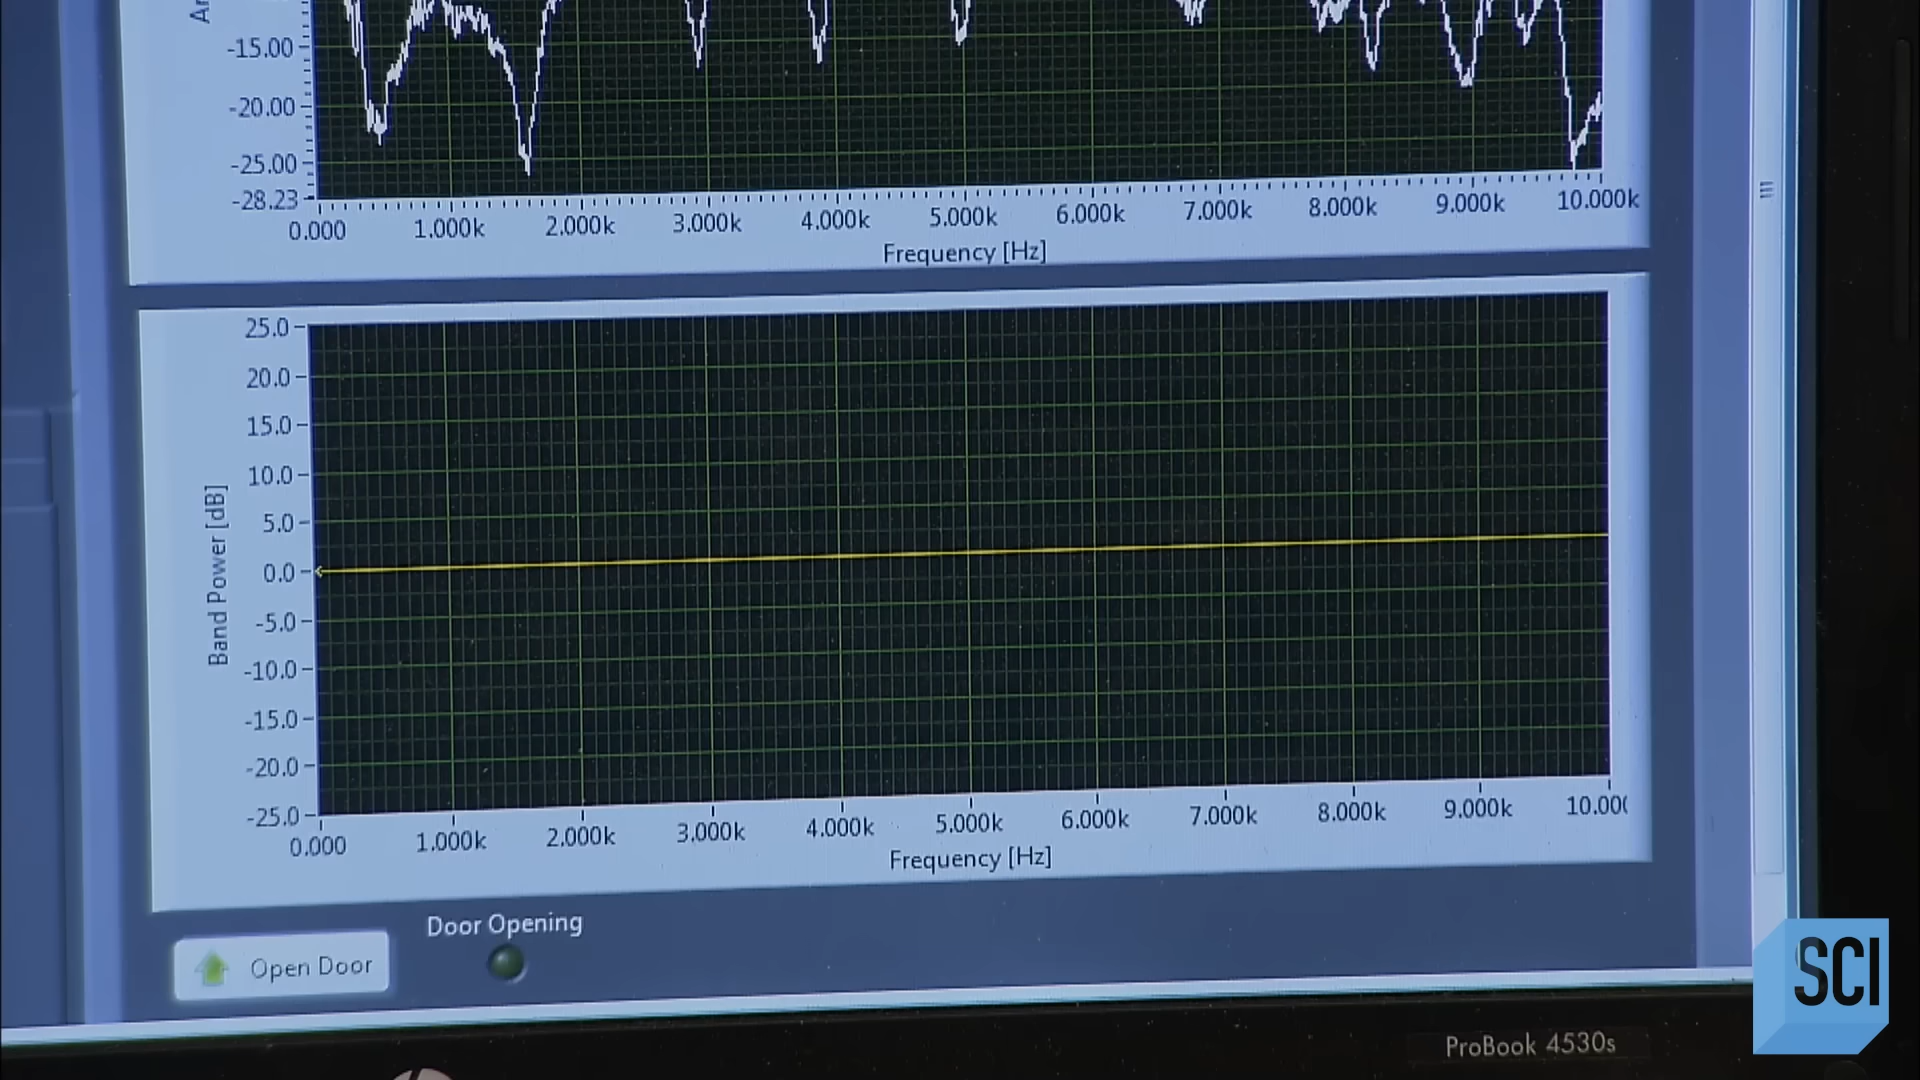 Ar
-15.00
-20.00
-25.00
-28.23
0.000 1.000k 2.000k 3.000k 4.000k 5.000k 6.000k 7.000k 8.000k 9.000k 10.000k
Frequency [Hz]
25.0
20.0
15.0
10.0
5.0
0.0
-5.0
-10.0
-15.0
-20.0
-25.0
Band Power [dB]
0.000 1.000k 2.000k 3.000k 4.000k 5.000k 6.000k 7.000k 8.000k 9.000k 10.00
Frequency [Hz]
Door Opening
Open Door
SCI
ProBook 4530s